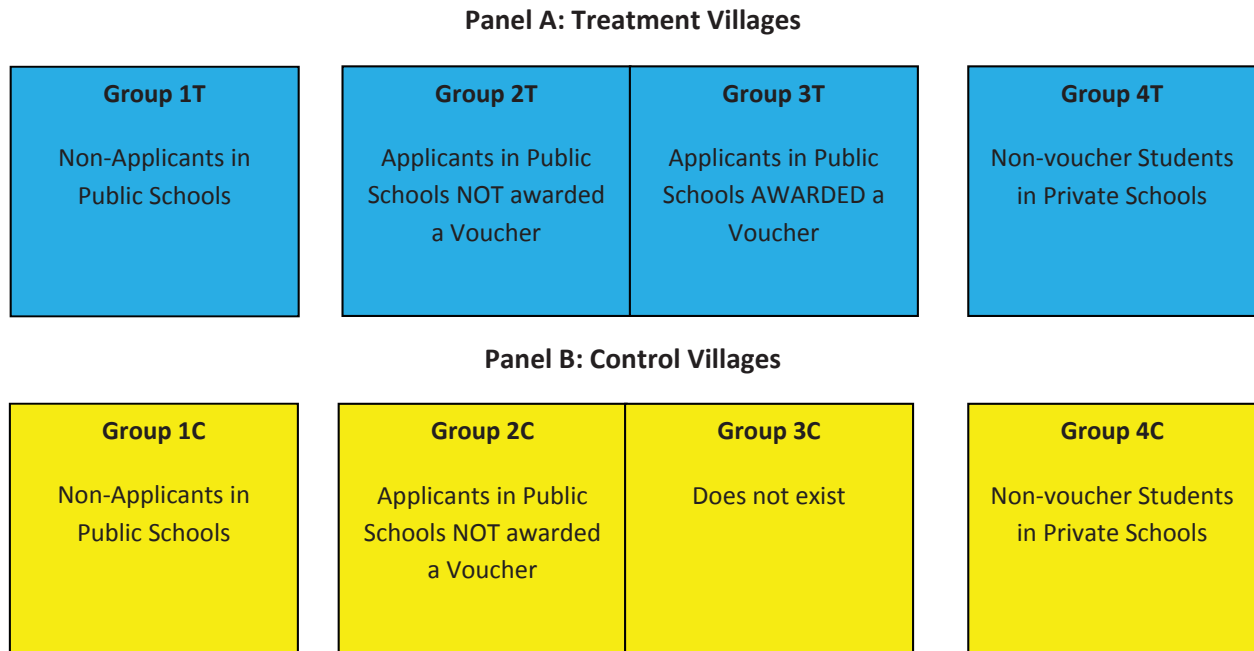 Panel A: Treatment Villages
Group 1T
Non-Applicants in
Public Schools
Group 2T
Applicants in Public
Schools NOT awarded
a Voucher
Group 3T
Applicants in Public
Schools AWARDED a
Voucher
Group 4T
Non-voucher Students
in Private Schools
Panel B: Control Villages
Group 1C
Non-Applicants in
Public Schools
Group 2C
Applicants in Public
Schools NOT awarded
a Voucher
Group 3C
Does not exist
Group 4C
Non-voucher Students
in Private Schools